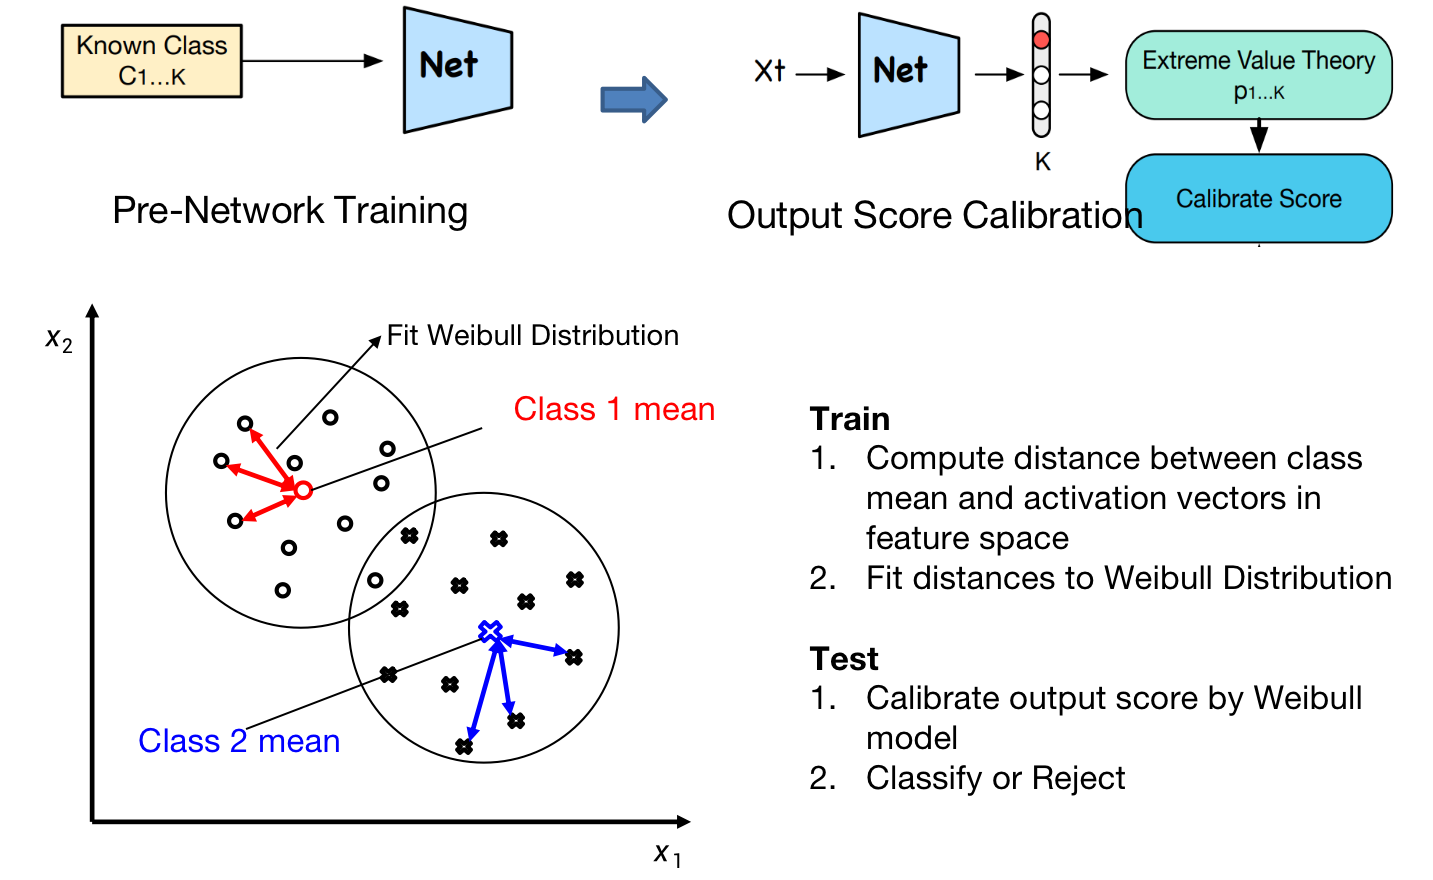 Known Class
C1...K
Net
Xt
Net
K
Extreme Value Theory
p1...K
Calibrate Score
Pre-Network Training
Output Score Calibration
x2
Fit Weibull Distribution
Class 1 mean
Class 2 mean
x1
Train
1. Compute distance between class
mean and activation vectors in
feature space
2. Fit distances to Weibull Distribution
Test
1. Calibrate output score by Weibull
model
2. Classify or Reject